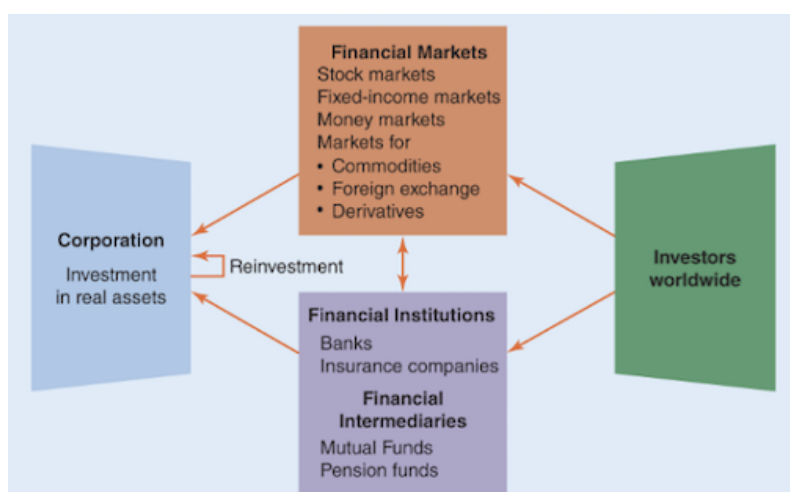 Financial Markets
Stock markets
Fixed-income markets
Money markets
Markets for
• Commodities
• Foreign exchange
• Derivatives
Corporation
Investment
in real assets
Reinvestment
Investors
worldwide
Financial Institutions
Banks
Insurance companies
Financial
Intermediaries
Mutual Funds
Pension funds